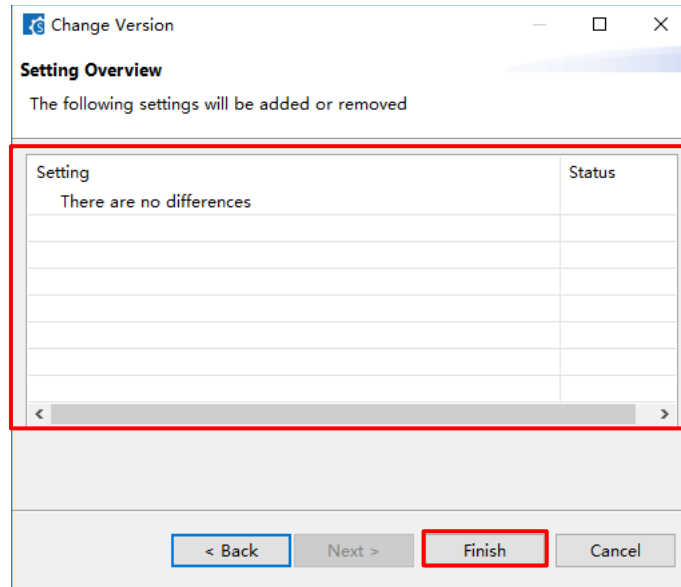 Change Version
Setting Overview
The following settings will be added or removed
Setting Status
There are no differences
< Back Next > Finish Cancel